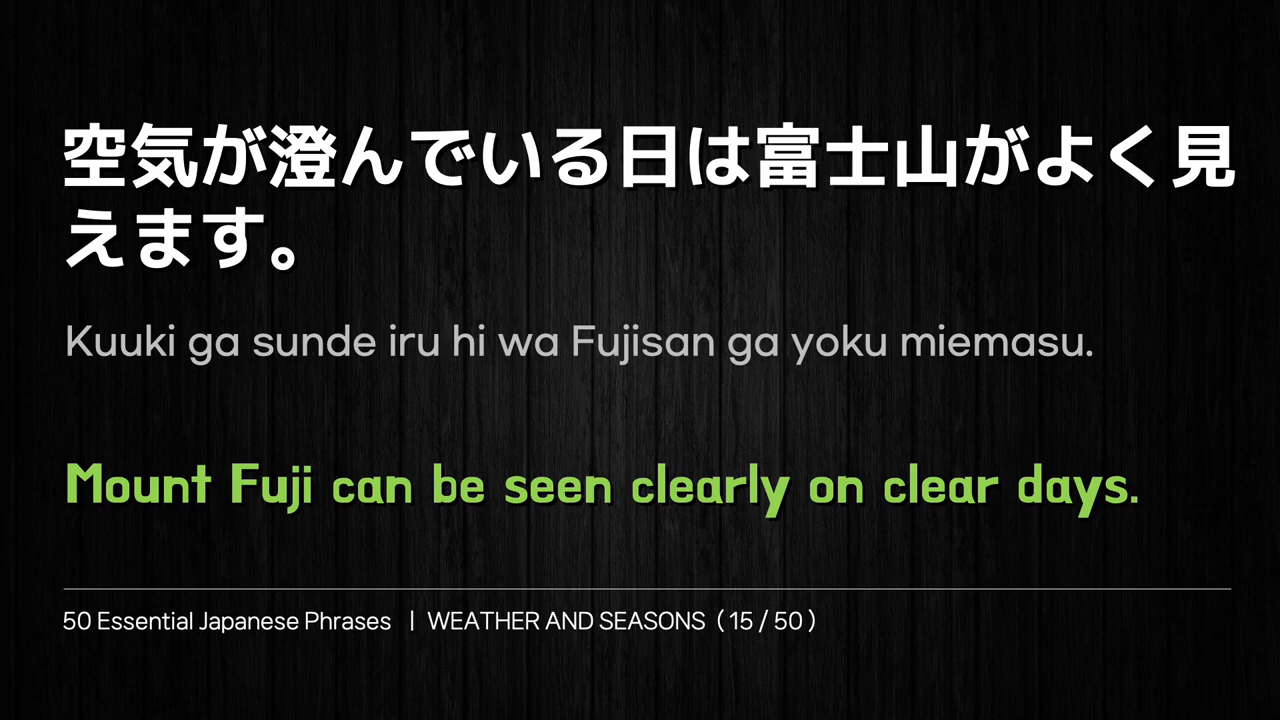 空気が澄んでいる日は富士山がよく見
えます。
Kuuki ga sunde iru hi wa Fujisan ga yoku miemasu.
Mount Fuji can be seen clearly on clear days.
50 Essential Japanese Phrases | WEATHER AND SEASONS ( 15 / 50 )